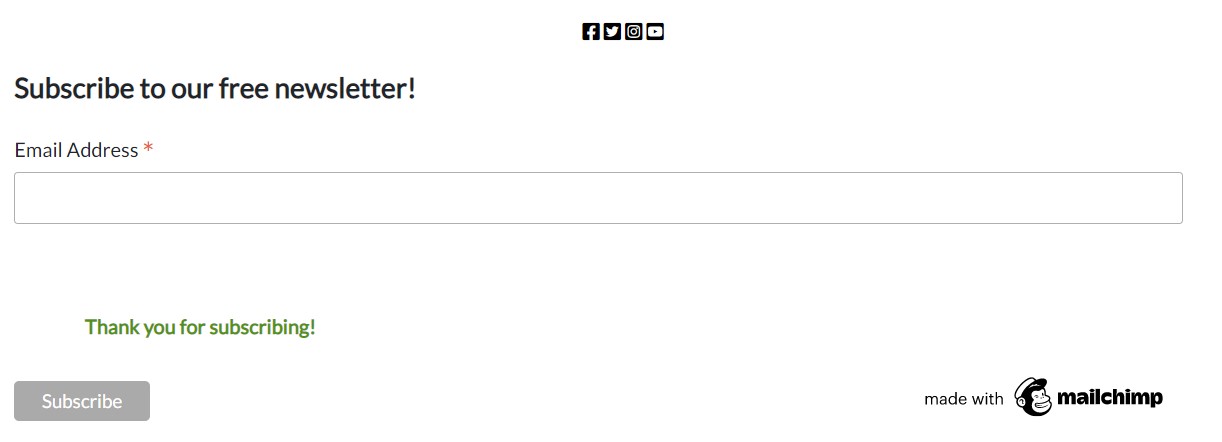 Subscribe to our free newsletter!
Email Address *
Thank you for subscribing!
Subscribe
made with mailchimp